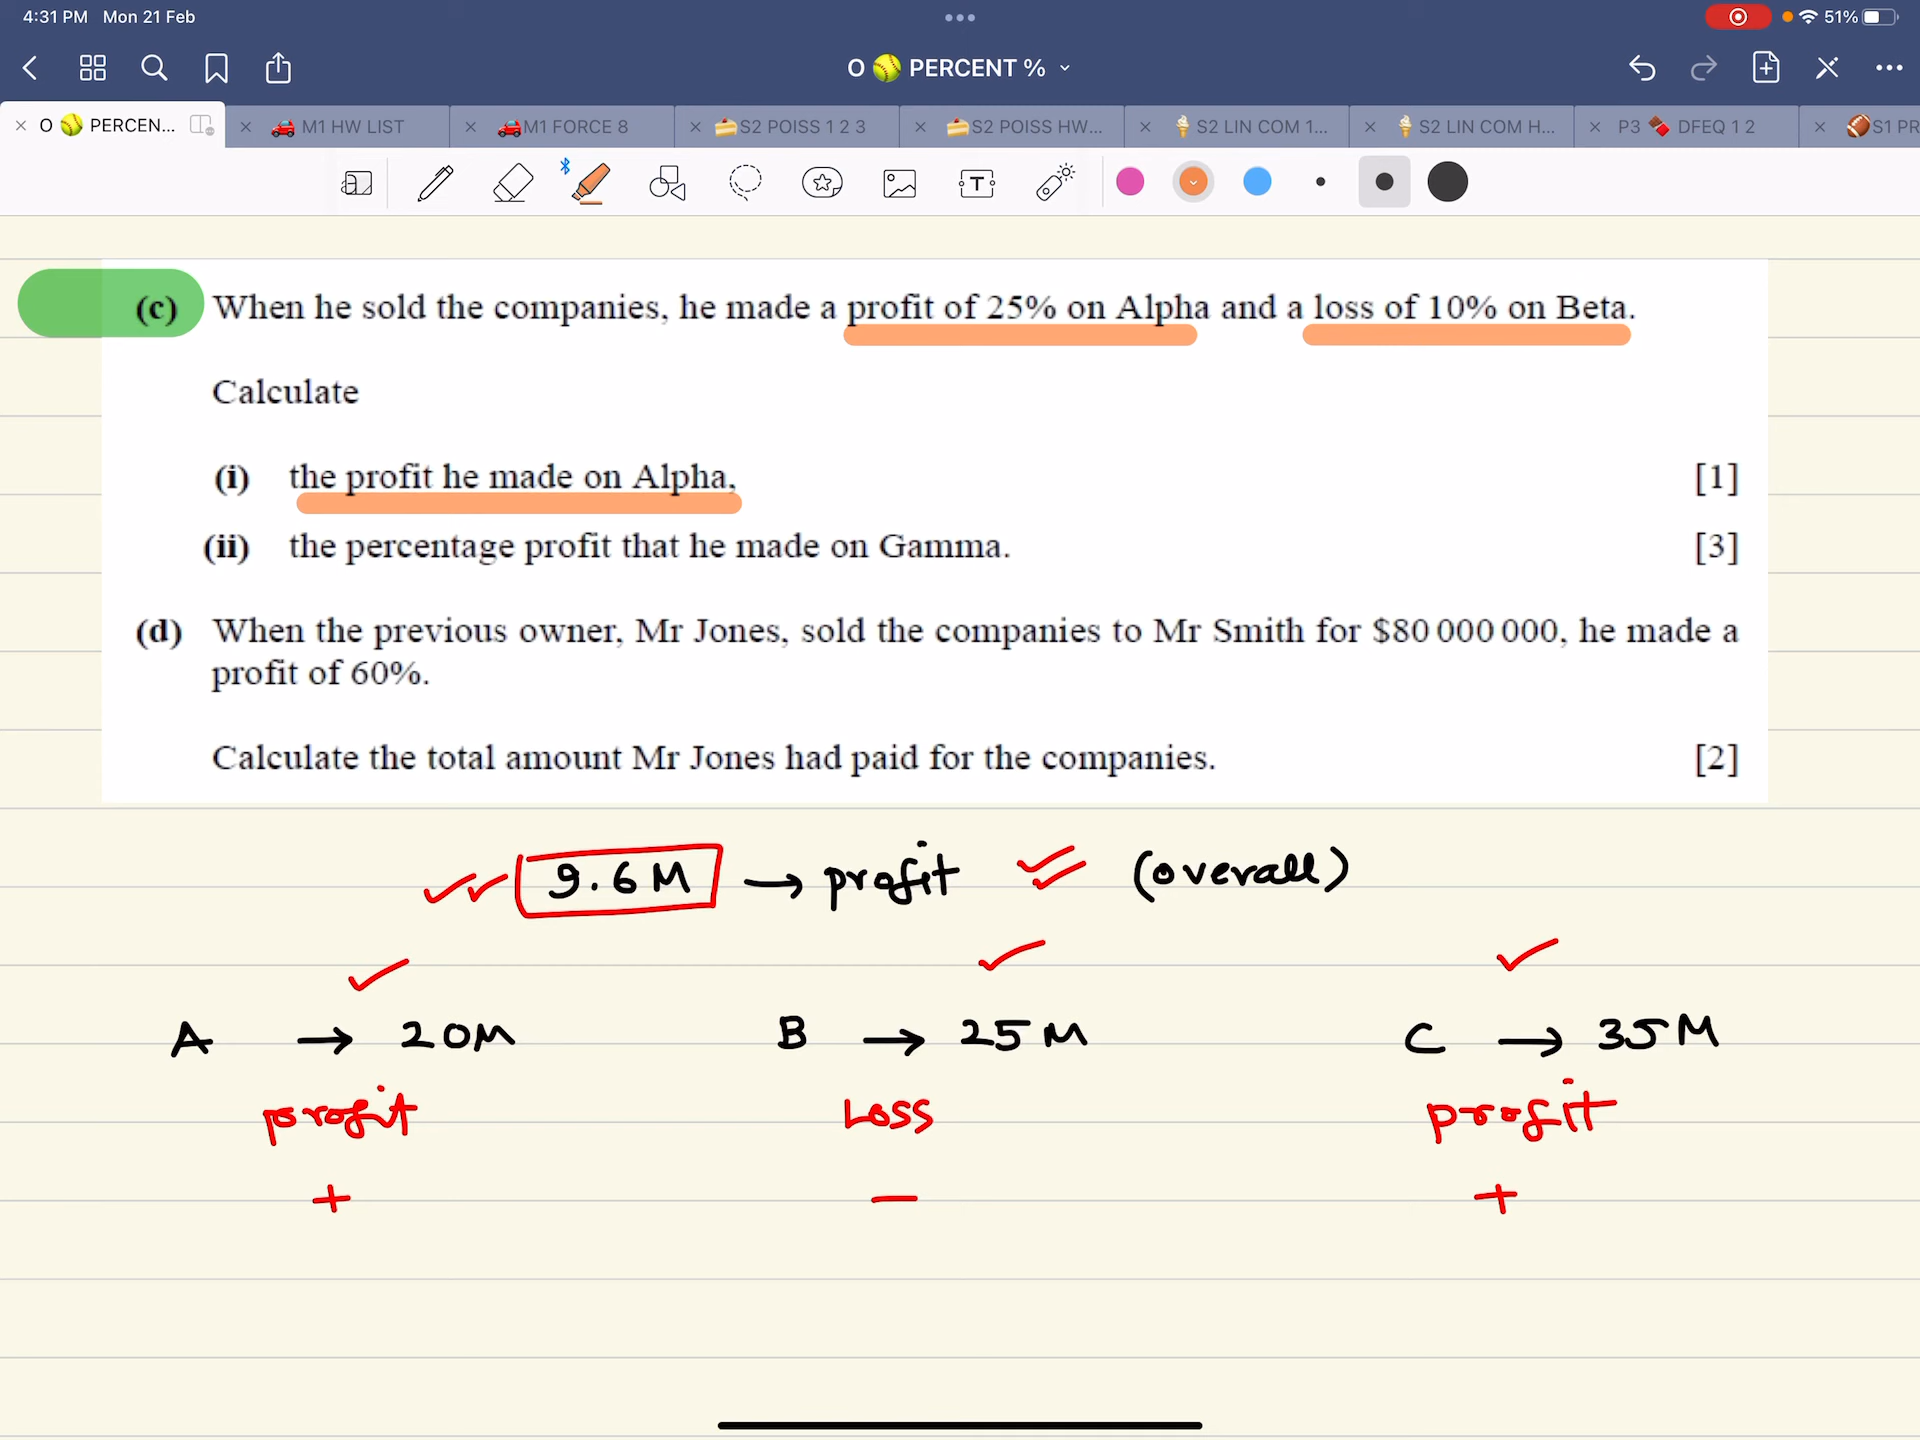 4:31 PM Mon 21 Feb
51%
O PERCENT %
O PERCEN...
M1 HW LIST
M1 FORCE 8
S2 POISS 1 2 3
S2 POISS HW...
S2 LIN COM 1...
S2 LIN COM H...
P3 DFEQ 1 2
S1 PR
(c) When he sold the companies, he made a profit of 25% on Alpha and a loss of 10% on Beta.
Calculate
(i) the profit he made on Alpha, [1]
(ii) the percentage profit that he made on Gamma. [3]
(d) When the previous owner, Mr Jones, sold the companies to Mr Smith for $80 000 000, he made a
profit of 60%.
Calculate the total amount Mr Jones had paid for the companies. [2]
9.6M → profit (overall)
A → 20M B → 25M C → 35M
profit Loss profit
+ − +